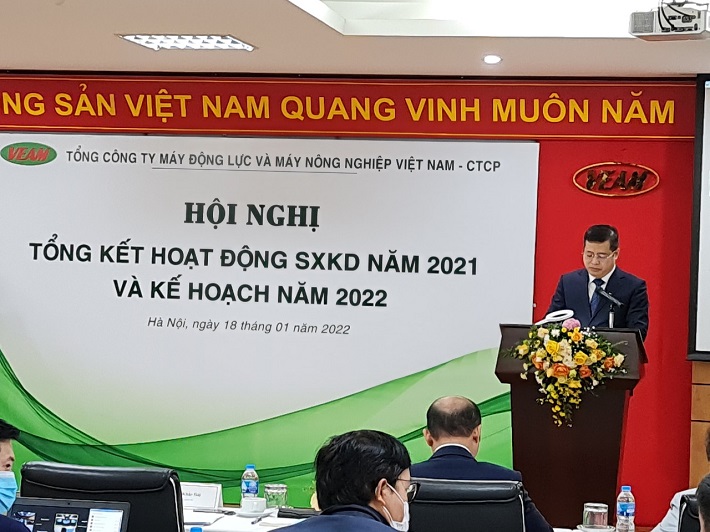 NG SẢN VIỆT NAM QUANG VINH MUÔN NĂM
VEAM TỔNG CÔNG TY MÁY ĐỘNG LỰC VÀ MÁY NÔNG NGHIỆP VIỆT NAM - CTCP
VEAM
HỘI NGHỊ
TỔNG KẾT HOẠT ĐỘNG SXKD NĂM 2021
VÀ KẾ HOẠCH NĂM 2022
Hà Nội, ngày 18 tháng 01 năm 2022